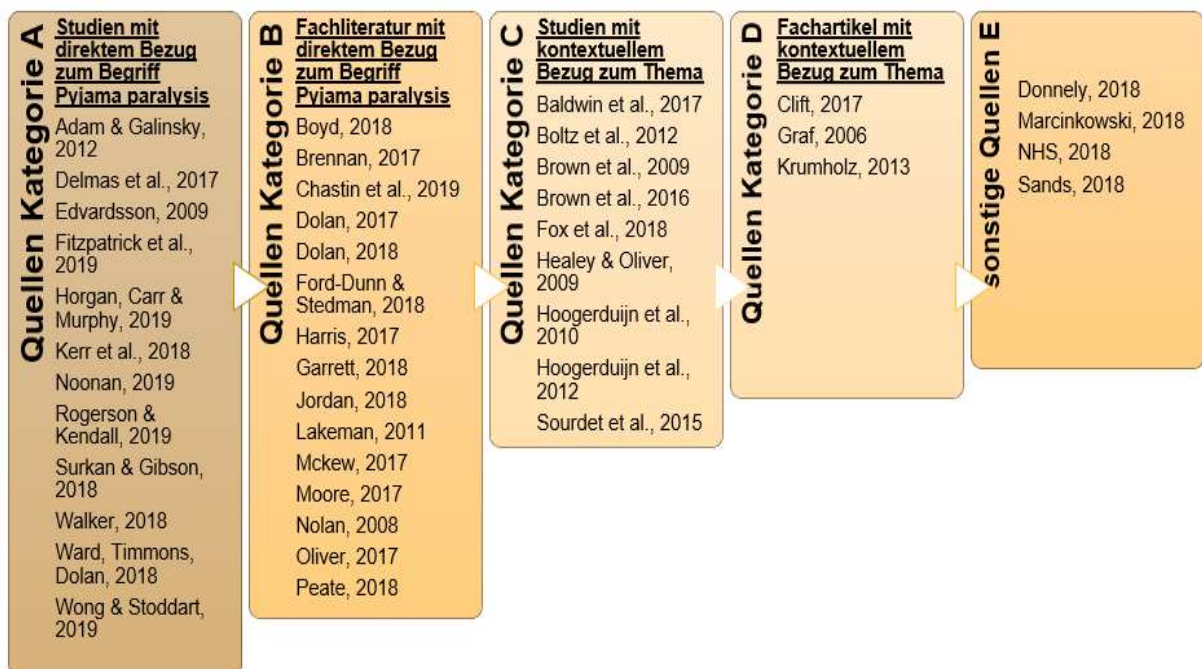 Quellen Kategorie A
Studien mit
direktem Bezug
zum Begriff
Pyjama paralysis
Adam & Galinsky,
2012
Delmas et al., 2017
Edvardsson, 2009
Fitzpatrick et al.,
2019
Horgan, Carr &
Murphy, 2019
Kerr et al., 2018
Noonan, 2019
Rogerson &
Kendall, 2019
Surkan & Gibson,
2018
Walker, 2018
Ward, Timmons,
Dolan, 2018
Wong & Stoddart,
2019
Quellen Kategorie B
Fachliteratur mit
direktem Bezug
zum Begriff
Pyjama paralysis
Boyd, 2018
Brennan, 2017
Chastin et al., 2019
Dolan, 2017
Dolan, 2018
Ford-Dunn &
Stedman, 2018
Harris, 2017
Garrett, 2018
Jordan, 2018
Lakeman, 2011
Mckew, 2017
Moore, 2017
Nolan, 2008
Oliver, 2017
Peate, 2018
Quellen Kategorie C
Studien mit
kontextuellem
Bezug zum Thema
Baldwin et al., 2017
Boltz et al., 2012
Brown et al., 2009
Brown et al., 2016
Fox et al., 2018
Healey & Oliver,
2009
Hoogerduijn et al.,
2010
Hoogerduijn et al.,
2012
Sourdet et al., 2015
Quellen Kategorie D
Fachartikel mit
kontextuellem
Bezug zum Thema
Clift, 2017
Graf, 2006
Krumholz, 2013
sonstige Quellen E
Donnely, 2018
Marcinkowski, 2018
NHS, 2018
Sands, 2018